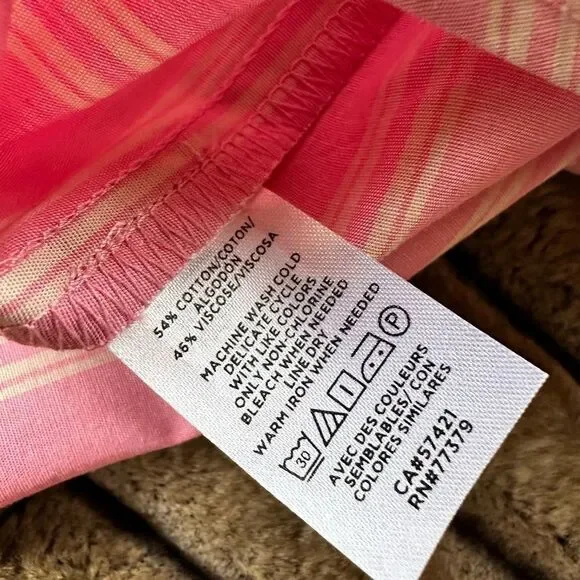 54% COTTON/COTON/
ALGODÓN
46% VISCOSE/VISCOSA
MACHINE WASH COLD
DELICATE CYCLE
WITH LIKE COLORS
ONLY NON-CHLORINE
BLEACH WHEN NEEDED
LINE DRY
WARM IRON WHEN NEEDED
30
P
AVEC DES COULEURS
SEMBLABLES/ CON
COLORES SIMILARES
CA#57421
RN#77379